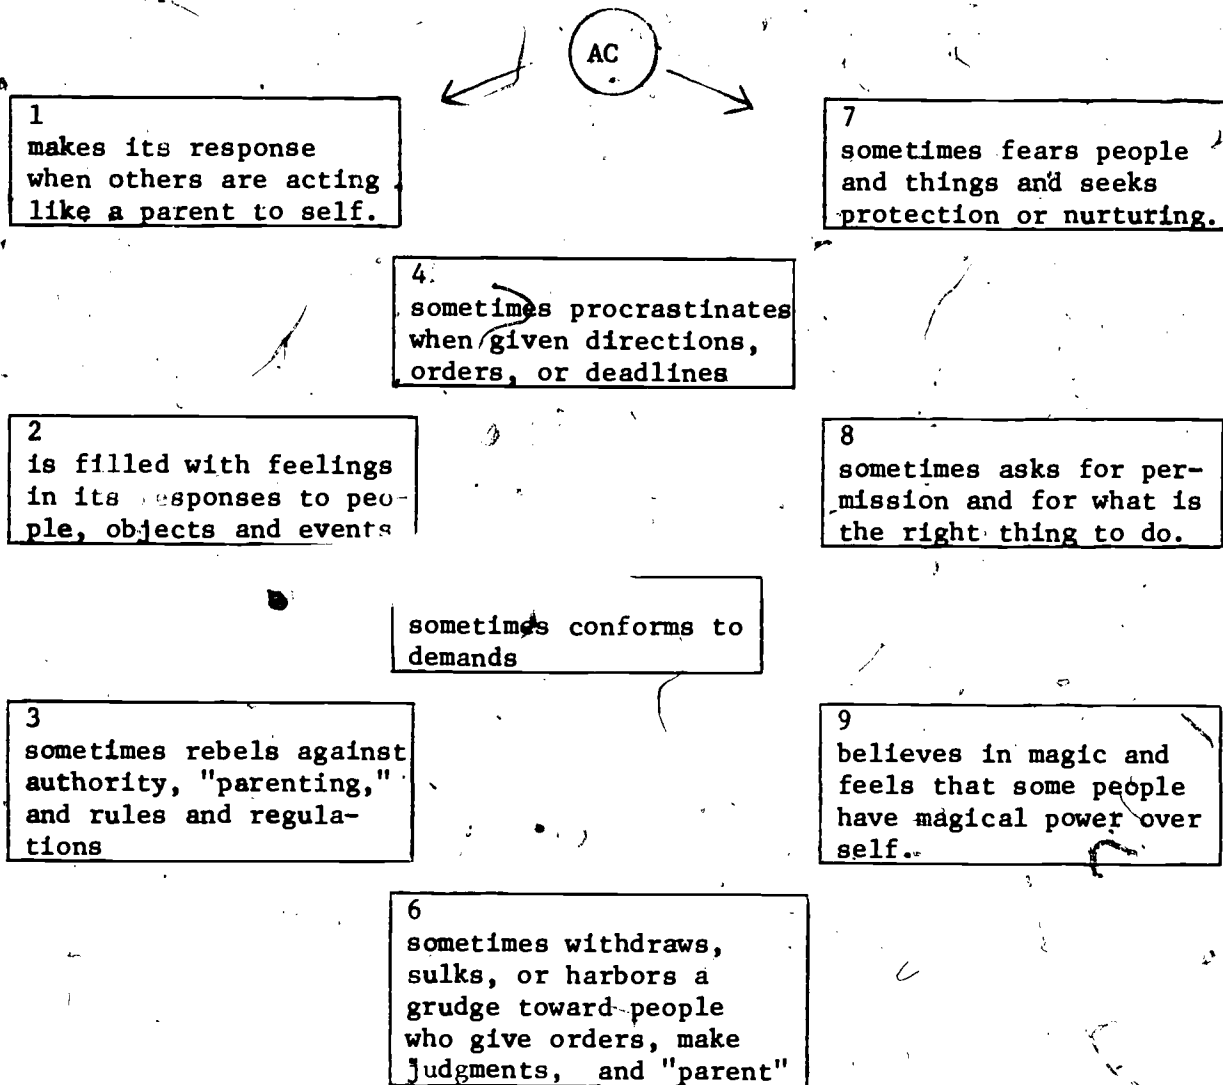 AC
1
makes its response
when others are acting
like a parent to self.
7
sometimes fears people
and things and seeks
protection or nurturing.
4.
sometimes procrastinates
when given directions,
orders, or deadlines
2
is filled with feelings
in its to peo-
ple, objects and events
8
sometimes asks for per-
mission and for what is
the right thing to do.
sometimes conforms to
demands
3
sometimes rebels against
authority, "parenting,"
and rules and regula-
tions
9
believes in magic and
feels that some people
have magical power over
self.
6
sometimes withdraws,
sulks, or harbors a
grudge toward people
who give orders, make
judgments, and "parent"